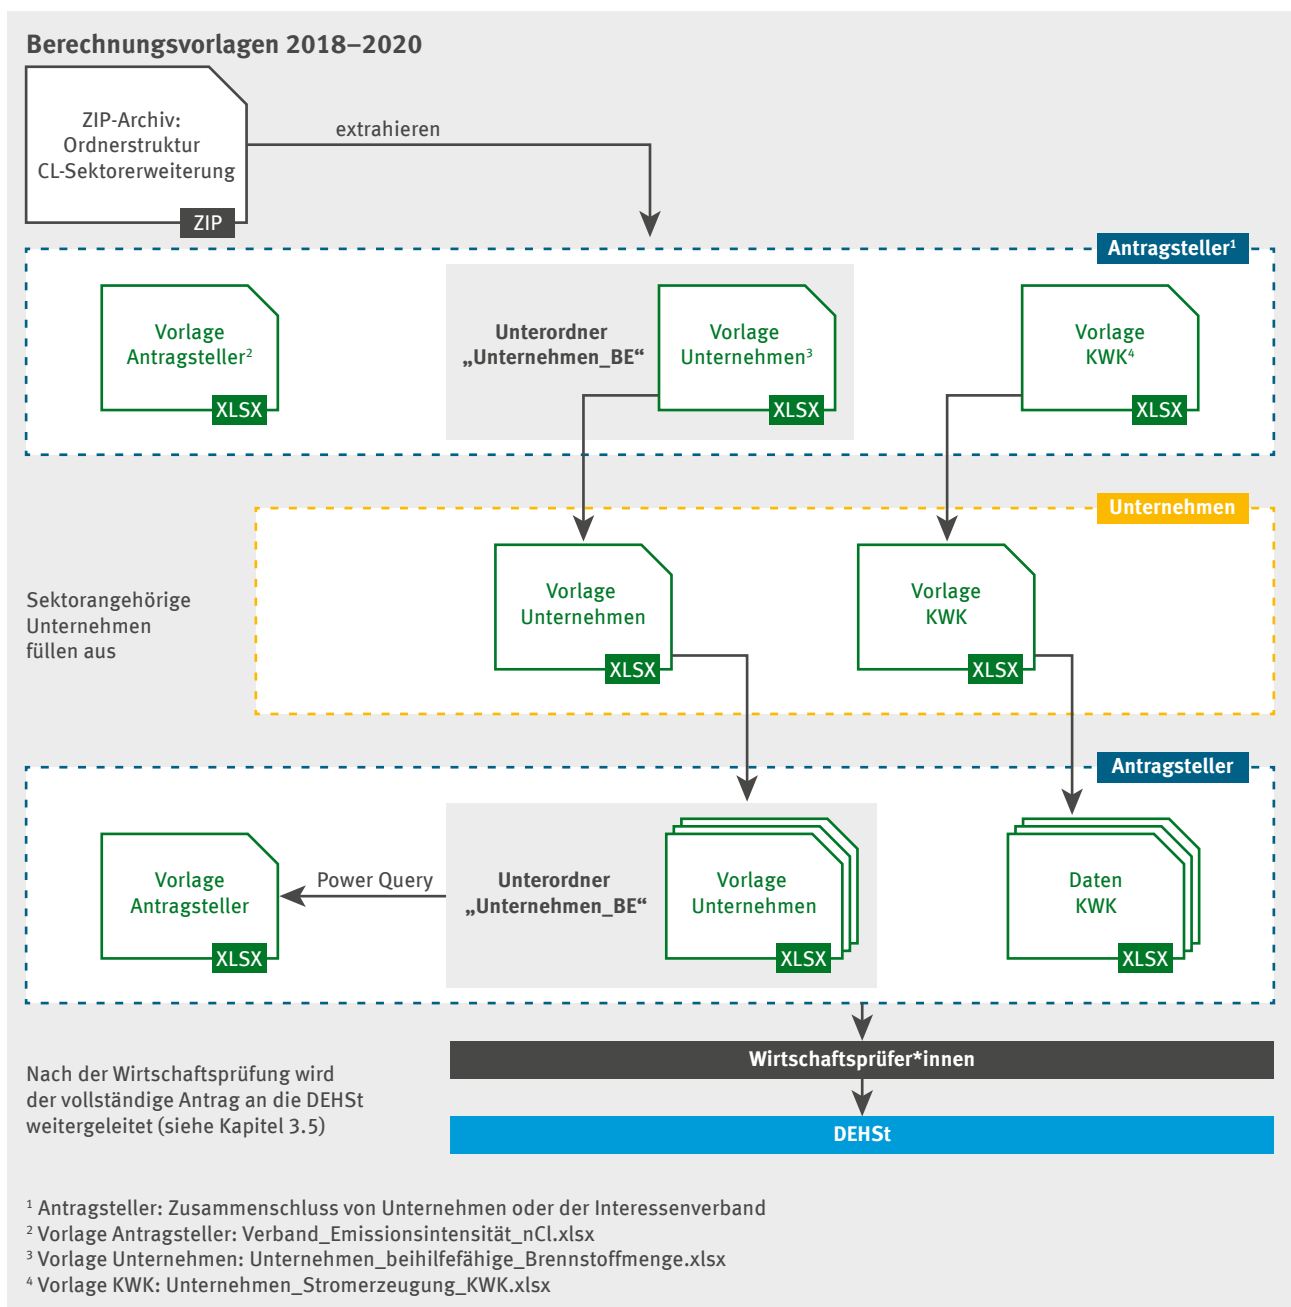 Berechnungsvorlagen 2018–2020
ZIP-Archiv:
Ordnerstruktur
CL-Sektorerweiterung
ZIP
extrahieren
Antragsteller¹
Vorlage
Antragsteller²
XLSX
Unterordner
„Unternehmen_BE“
Vorlage
Unternehmen³
XLSX
Vorlage
KWK⁴
XLSX
Unternehmen
Sektorangehörige
Unternehmen
füllen aus
Vorlage
Unternehmen
XLSX
Vorlage
KWK
XLSX
Antragsteller
Vorlage
Antragsteller
XLSX
Power Query
Unterordner
„Unternehmen_BE“
Vorlage
Unternehmen
XLSX
Daten
KWK
XLSX
Nach der Wirtschaftsprüfung wird
der vollständige Antrag an die DEHSt
weitergeleitet (siehe Kapitel 3.5)
Wirtschaftsprüfer*innen
DEHSt
¹ Antragsteller: Zusammenschluss von Unternehmen oder der Interessenverband
² Vorlage Antragsteller: Verband_Emissionsintensität_nCl.xlsx
³ Vorlage Unternehmen: Unternehmen_beihilfefähige_Brennstoffmenge.xlsx
⁴ Vorlage KWK: Unternehmen_Stromerzeugung_KWK.xlsx